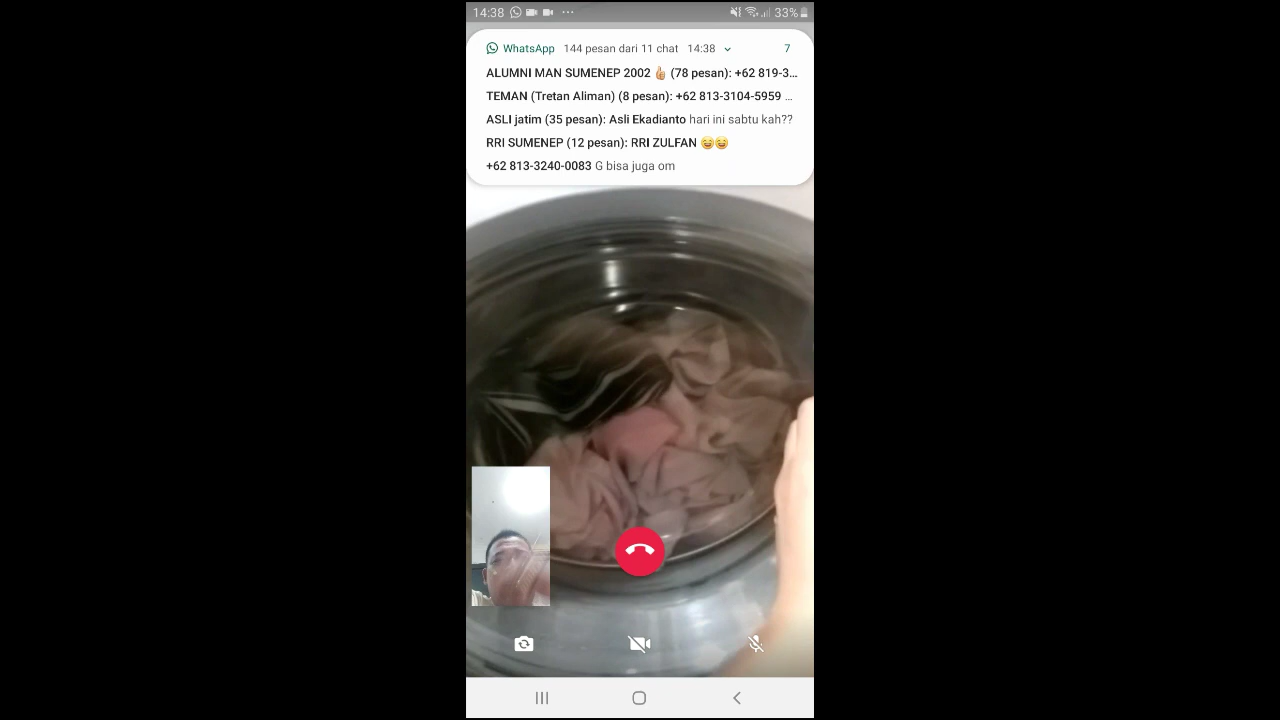 14:38 33%
WhatsApp 144 pesan dari 11 chat 14:38 7
ALUMNI MAN SUMENEP 2002 👍 (78 pesan): +62 819-3...
TEMAN (Tretan Aliman) (8 pesan): +62 813-3104-5959 ...
ASLI jatim (35 pesan): Asli Ekadianto hari ini sabtu kah??
RRI SUMENEP (12 pesan): RRI ZULFAN 😄😄
+62 813-3240-0083 G bisa juga om